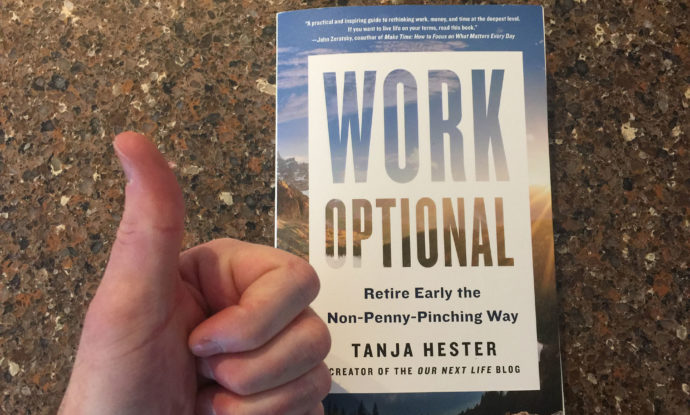 "A practical and inspiring guide to rethinking work, money, and time at the deepest level.
If you want to live life on your terms, read this book."
—John Zeratsky, coauthor of Make Time: How to Focus on What Matters Every Day
WORK
OPTIONAL
Retire Early the
Non-Penny-Pinching Way
TANJA HESTER
CREATOR OF THE OUR NEXT LIFE BLOG